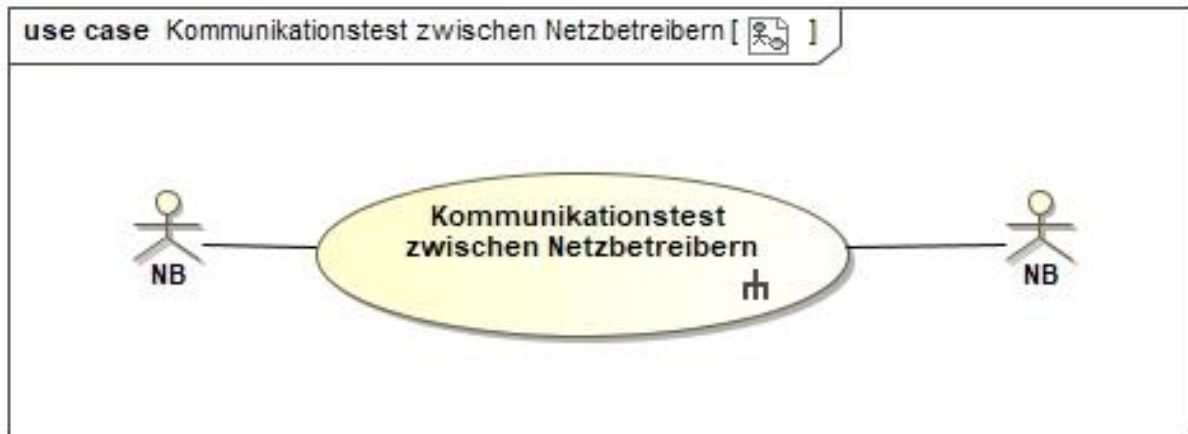 use case Kommunikationstest zwischen Netzbetreibern [ ]
Kommunikationstest
zwischen Netzbetreibern
NB
NB